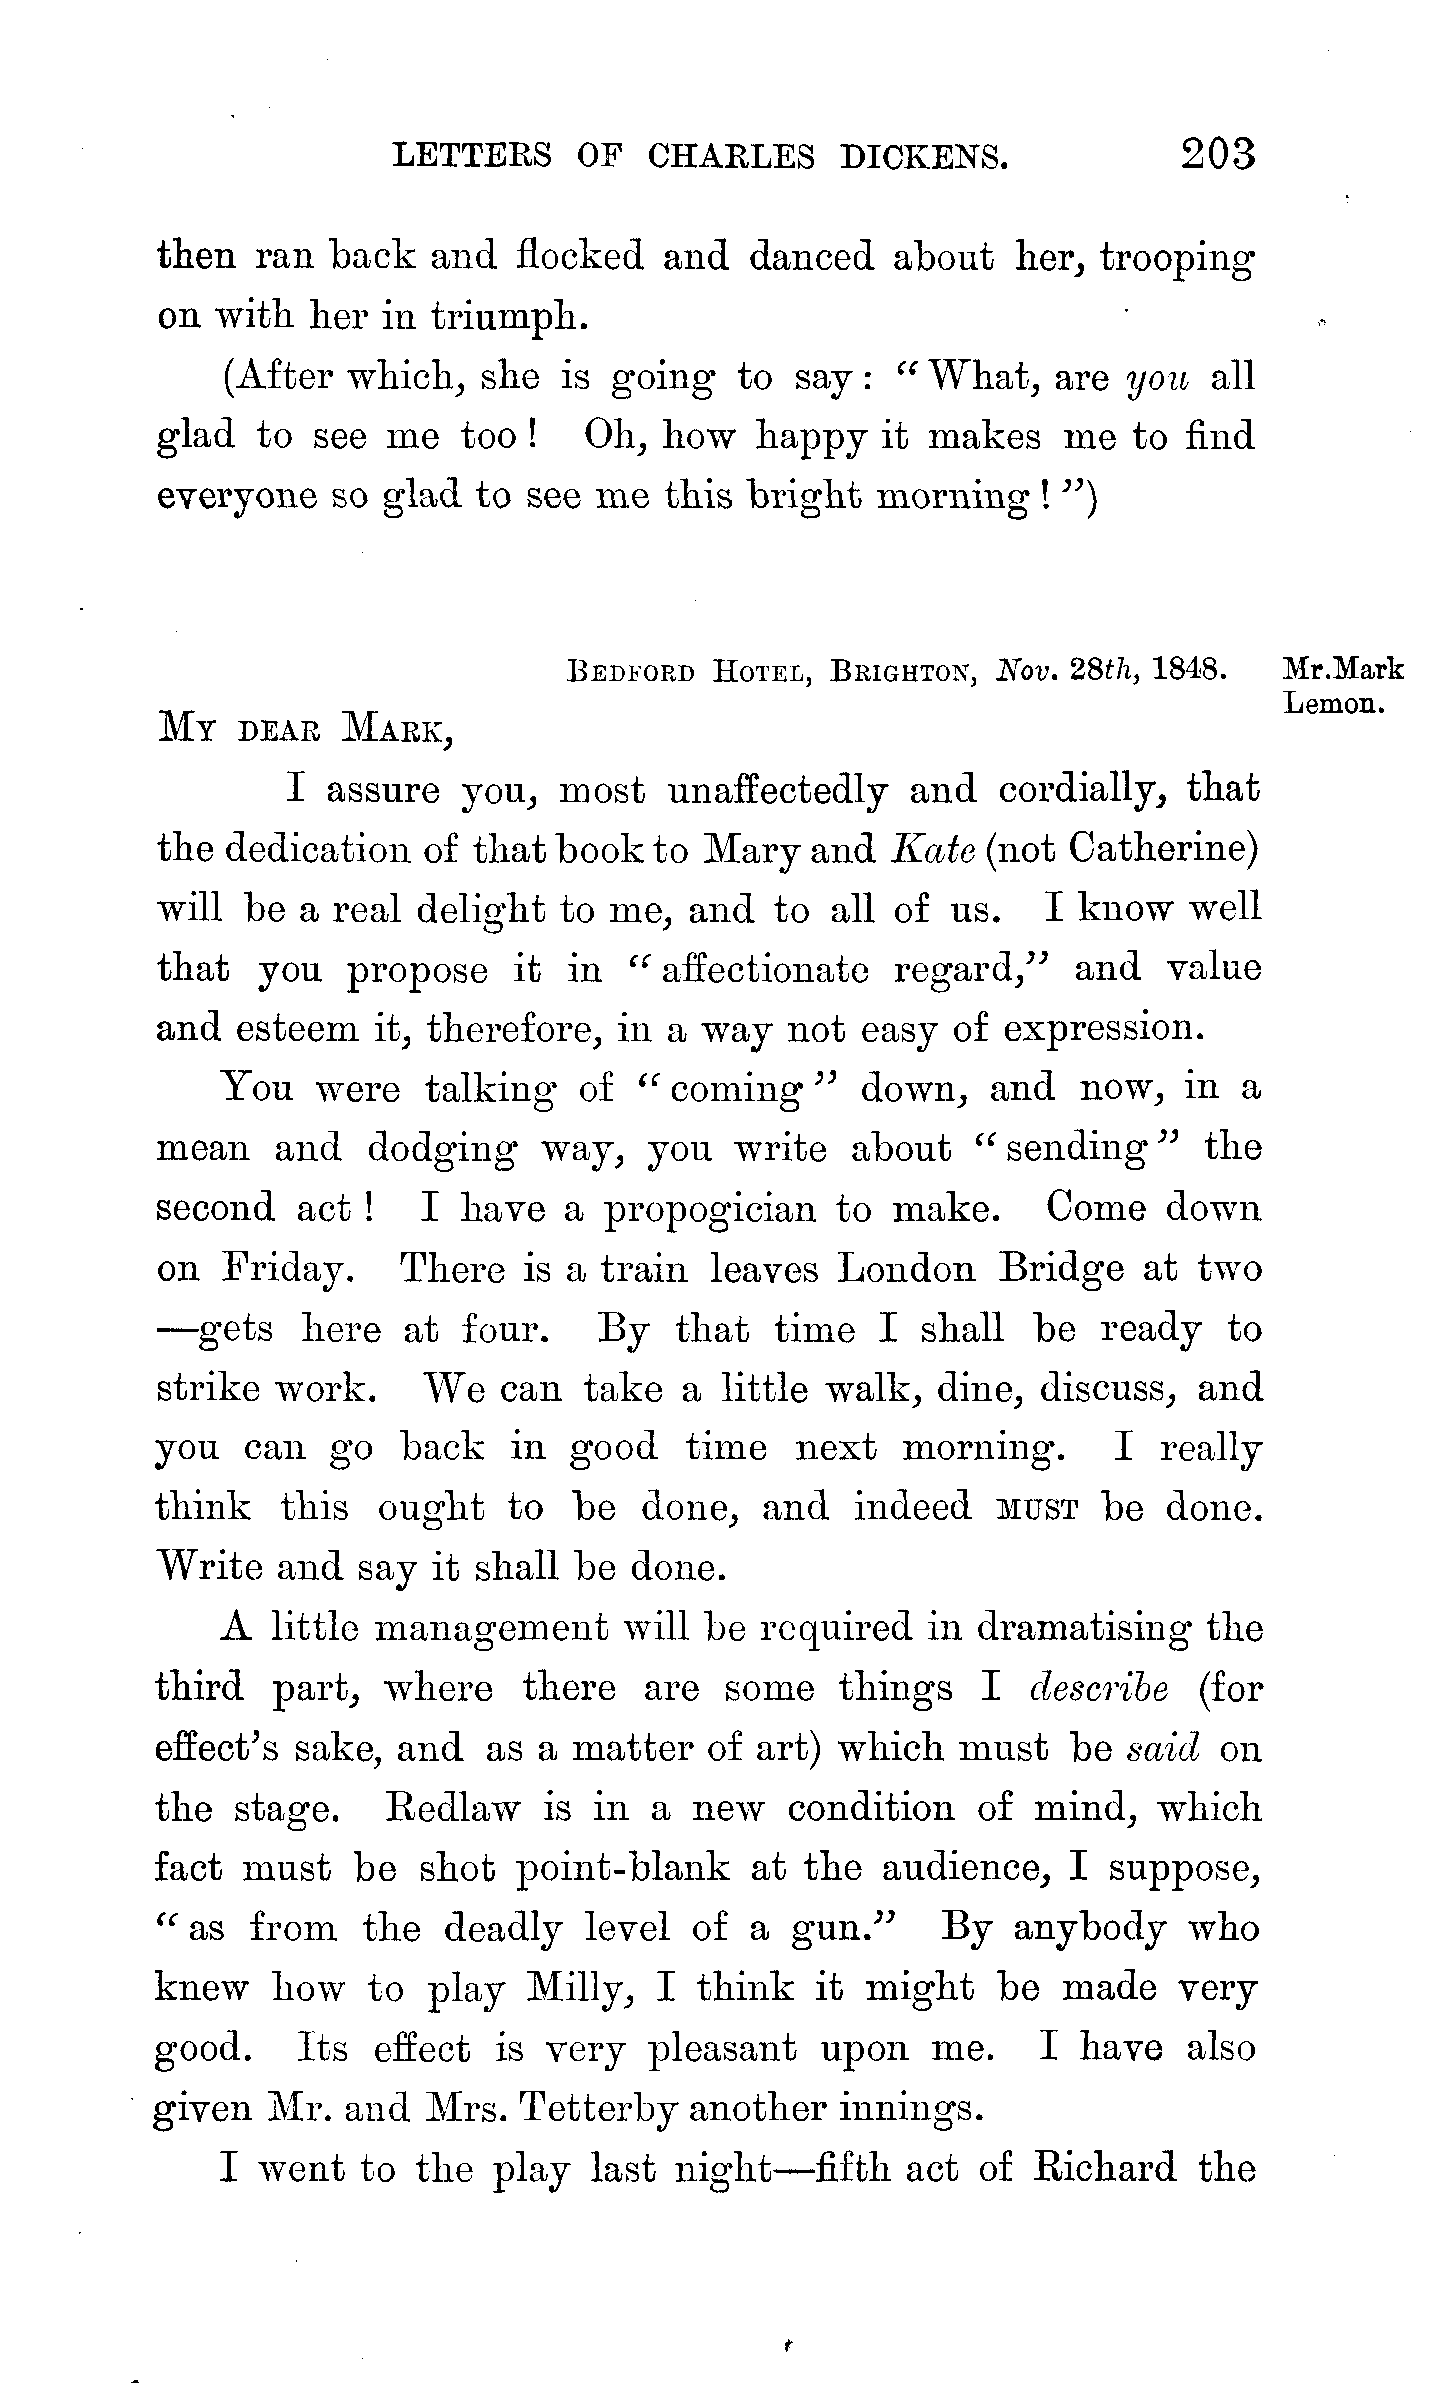 LETTERS OF CHARLES DICKENS. 203
then ran back and flocked and danced about her, trooping
on with her in triumph.
(After which, she is going to say: “What, are you all
glad to see me too! Oh, how happy it makes me to find
everyone so glad to see me this bright morning!”)
BEDFORD HOTEL, BRIGHTON, Nov. 28th, 1848.
Mr. Mark
Lemon.
MY DEAR MARK,
I assure you, most unaffectedly and cordially, that
the dedication of that book to Mary and Kate (not Catherine)
will be a real delight to me, and to all of us. I know well
that you propose it in “affectionate regard,” and value
and esteem it, therefore, in a way not easy of expression.
You were talking of “coming” down, and now, in a
mean and dodging way, you write about “sending” the
second act! I have a propogician to make. Come down
on Friday. There is a train leaves London Bridge at two
—gets here at four. By that time I shall be ready to
strike work. We can take a little walk, dine, discuss, and
you can go back in good time next morning. I really
think this ought to be done, and indeed MUST be done.
Write and say it shall be done.
A little management will be required in dramatising the
third part, where there are some things I describe (for
effect's sake, and as a matter of art) which must be said on
the stage. Redlaw is in a new condition of mind, which
fact must be shot point-blank at the audience, I suppose,
“as from the deadly level of a gun.” By anybody who
knew how to play Milly, I think it might be made very
good. Its effect is very pleasant upon me. I have also
given Mr. and Mrs. Tetterby another innings.
I went to the play last night—fifth act of Richard the